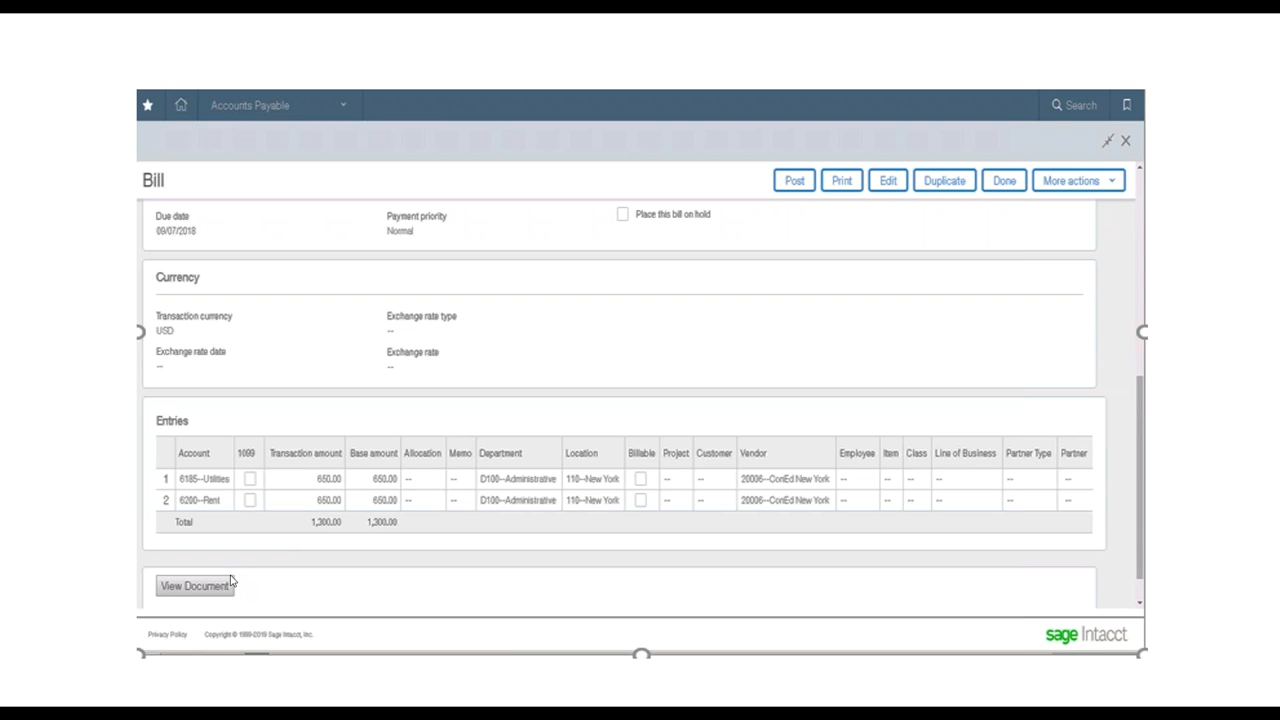 Accounts Payable Search
Bill Post Print Edit Duplicate Done More actions
Due date Payment priority Place this bill on hold
09/07/2018 Normal
Currency
Transaction currency Exchange rate type
USD --
Exchange rate date Exchange rate
-- --
Entries
Account 1099 Transaction amount Base amount Allocation Memo Department Location Billable Project Customer Vendor Employee Item Class Line of Business Partner Type Partner
1 6185--Utilities 650.00 650.00 -- -- D100--Administrative 110--New York -- -- 20006--ConEd New York -- -- -- -- -- --
2 6200--Rent 650.00 650.00 -- -- D100--Administrative 110--New York -- -- 20006--ConEd New York -- -- -- -- -- --
Total 1,300.00 1,300.00
View Document
Privacy Policy Copyright © 1999-2019 Sage Intacct, Inc. sage Intacct